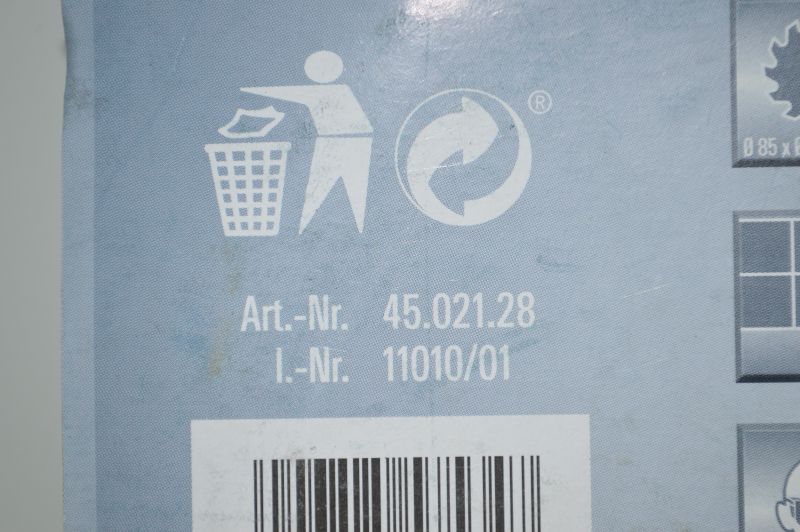 ®
Ø 85 x
Art.-Nr. 45.021.28
I.-Nr. 11010/01